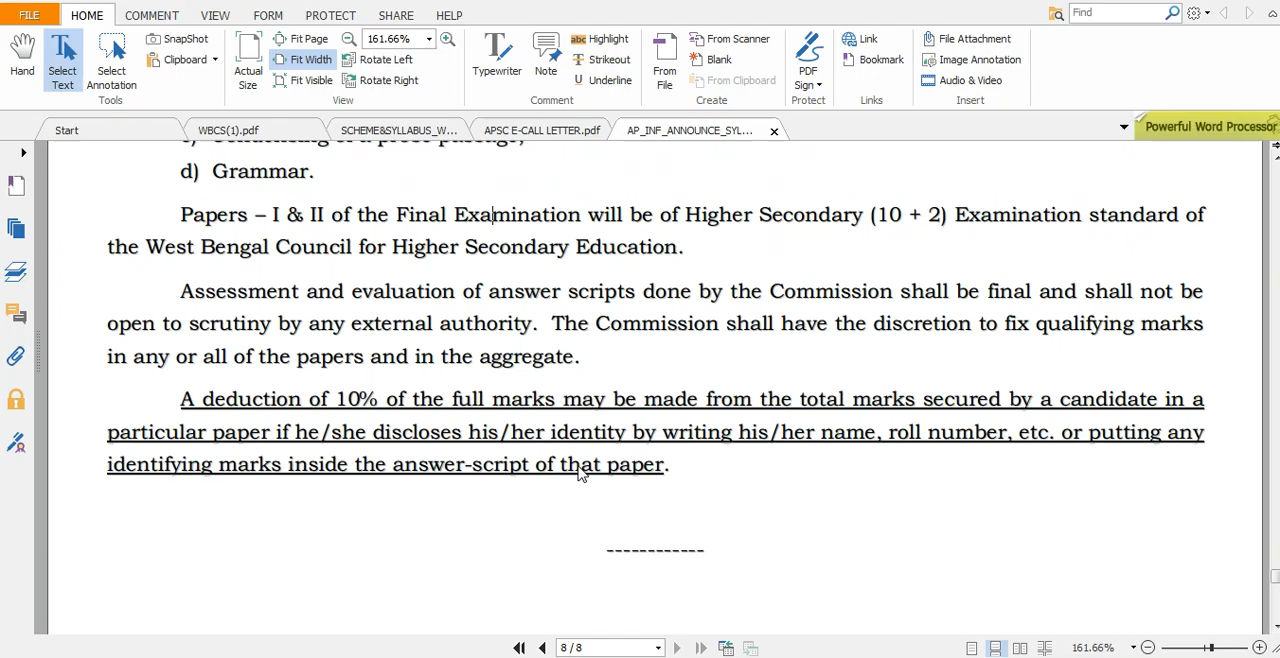 FILE HOME COMMENT VIEW FORM PROTECT SHARE HELP Find
SnapShot Fit Page 161.66% Highlight From Scanner Link File Attachment
Clipboard Fit Width Rotate Left Strikeout Blank Bookmark Image Annotation
Hand Select Text Select Annotation Actual Size Fit Visible Rotate Right Typewriter Note Underline From File From Clipboard PDF Sign Audio & Video
Tools View Comment Create Protect Links Insert
Start WBCS(1).pdf SCHEME&SYLLABUS_W... APSC E-CALL LETTER.pdf AP_INF_ANNOUNCE_SYL... Powerful Word Processor
Condensing of a prose passage;
d) Grammar.
Papers – I & II of the Final Examination will be of Higher Secondary (10 + 2) Examination standard of
the West Bengal Council for Higher Secondary Education.
Assessment and evaluation of answer scripts done by the Commission shall be final and shall not be
open to scrutiny by any external authority. The Commission shall have the discretion to fix qualifying marks
in any or all of the papers and in the aggregate.
A deduction of 10% of the full marks may be made from the total marks secured by a candidate in a
particular paper if he/she discloses his/her identity by writing his/her name, roll number, etc. or putting any
identifying marks inside the answer-script of that paper.
------------
8 / 8 161.66%